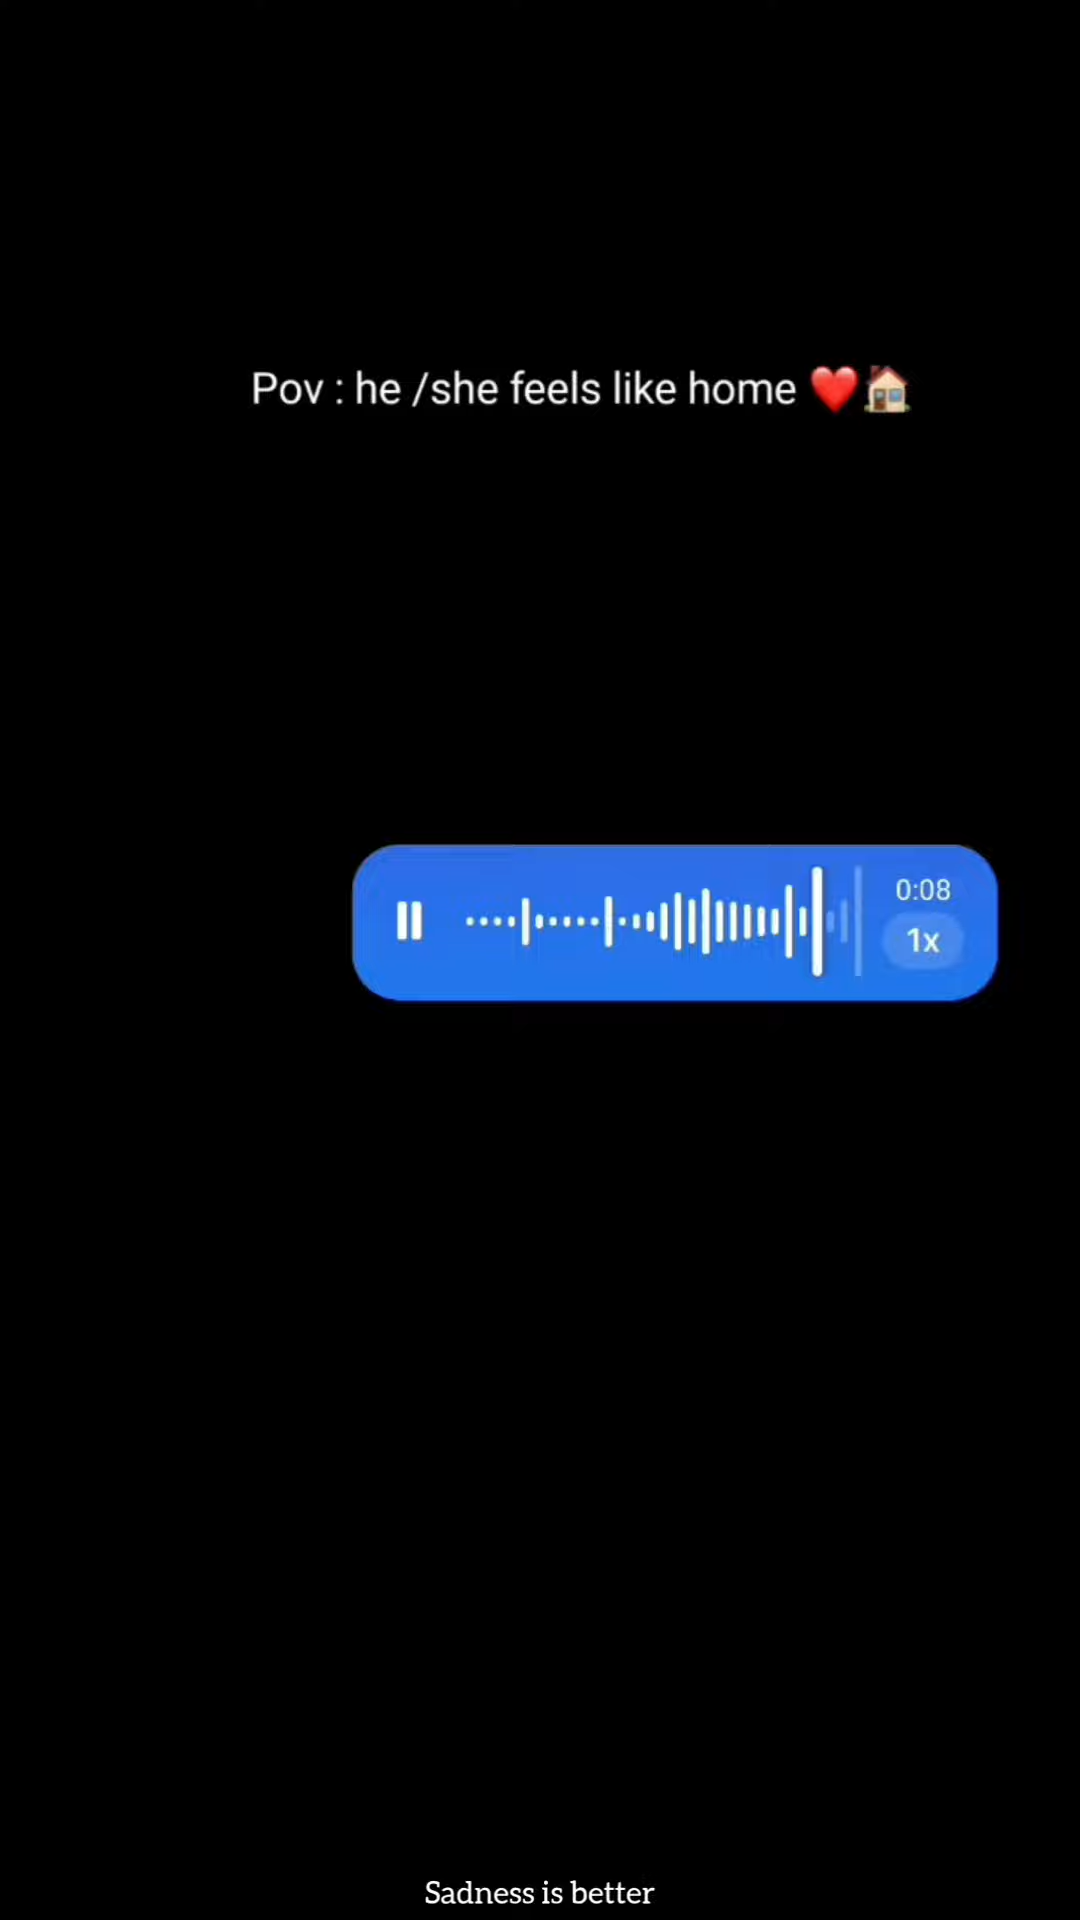 Pov : he /she feels like home ❤️🏠
0:08
1x
Sadness is better